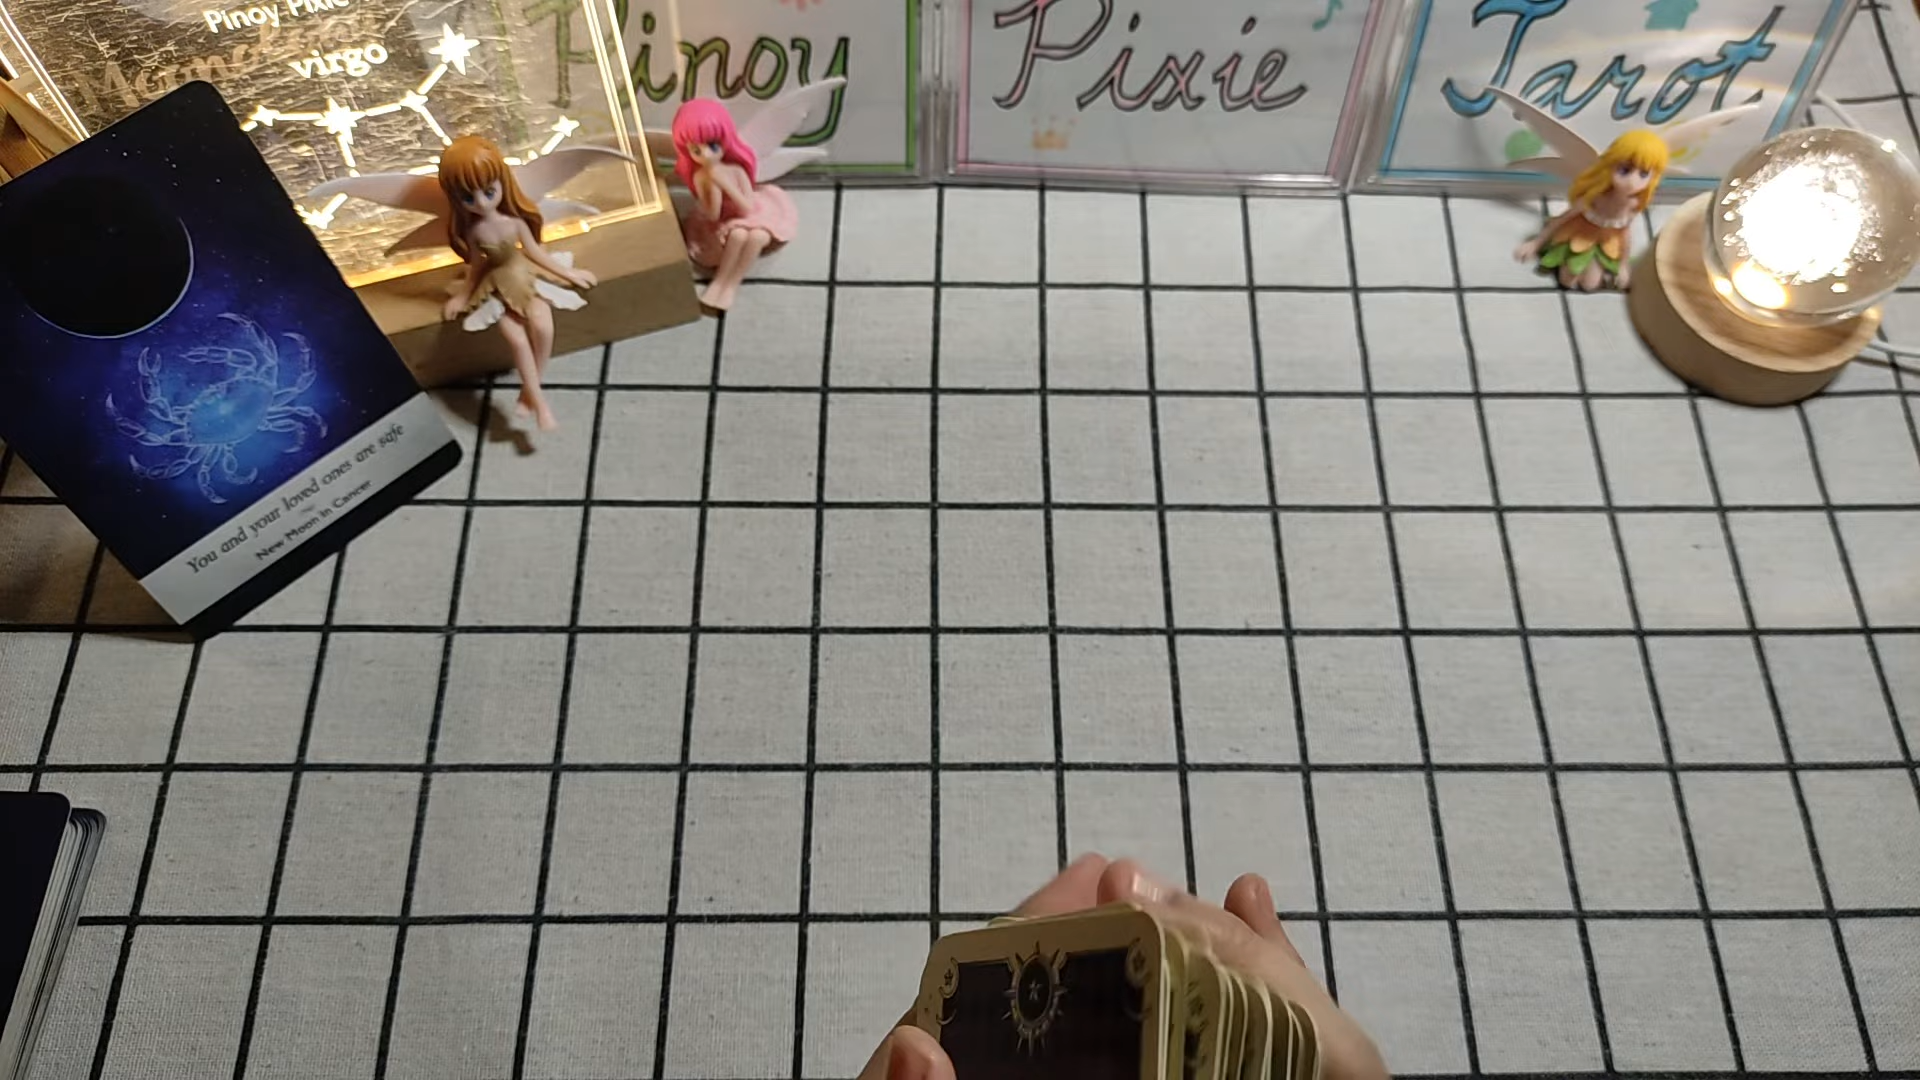 Pinoy Pixie
virgo
Pinoy
Pixie
Tarot
You and your loved ones are safe
New Moon in Cancer